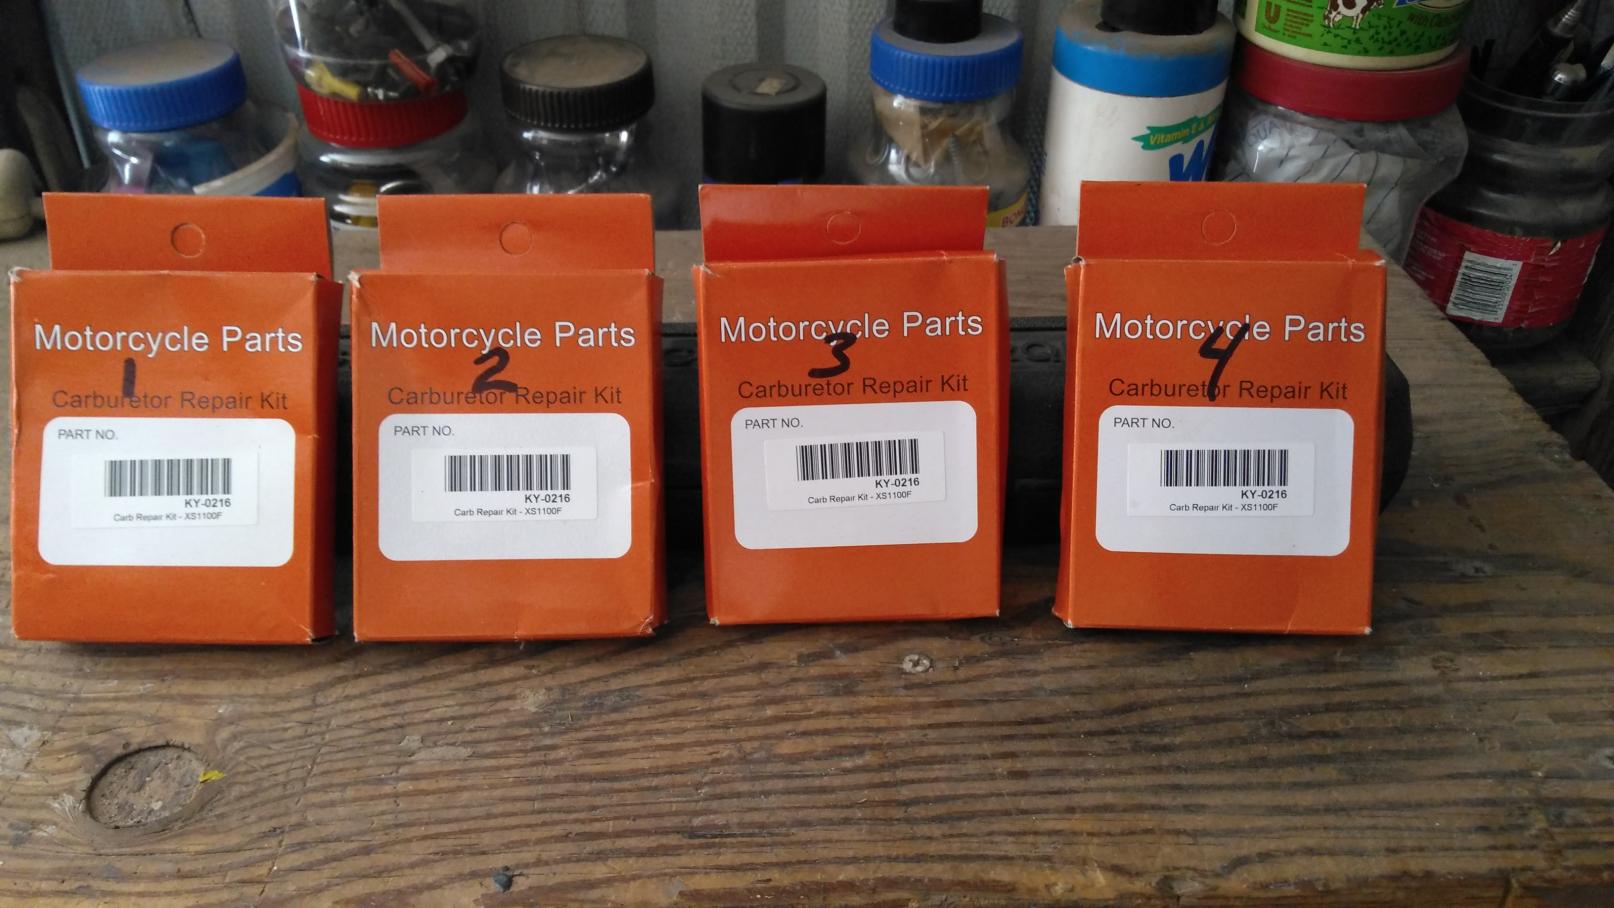 Motorcycle Parts
1
Carburetor Repair Kit
PART NO.
KY-0216
Carb Repair Kit - XS1100F
Motorcycle Parts
2
Carburetor Repair Kit
PART NO.
KY-0216
Carb Repair Kit - XS1100F
Motorcycle Parts
3
Carburetor Repair Kit
PART NO.
KY-0216
Carb Repair Kit - XS1100F
Motorcycle Parts
4
Carburetor Repair Kit
PART NO.
KY-0216
Carb Repair Kit - XS1100F
Vitamin E &